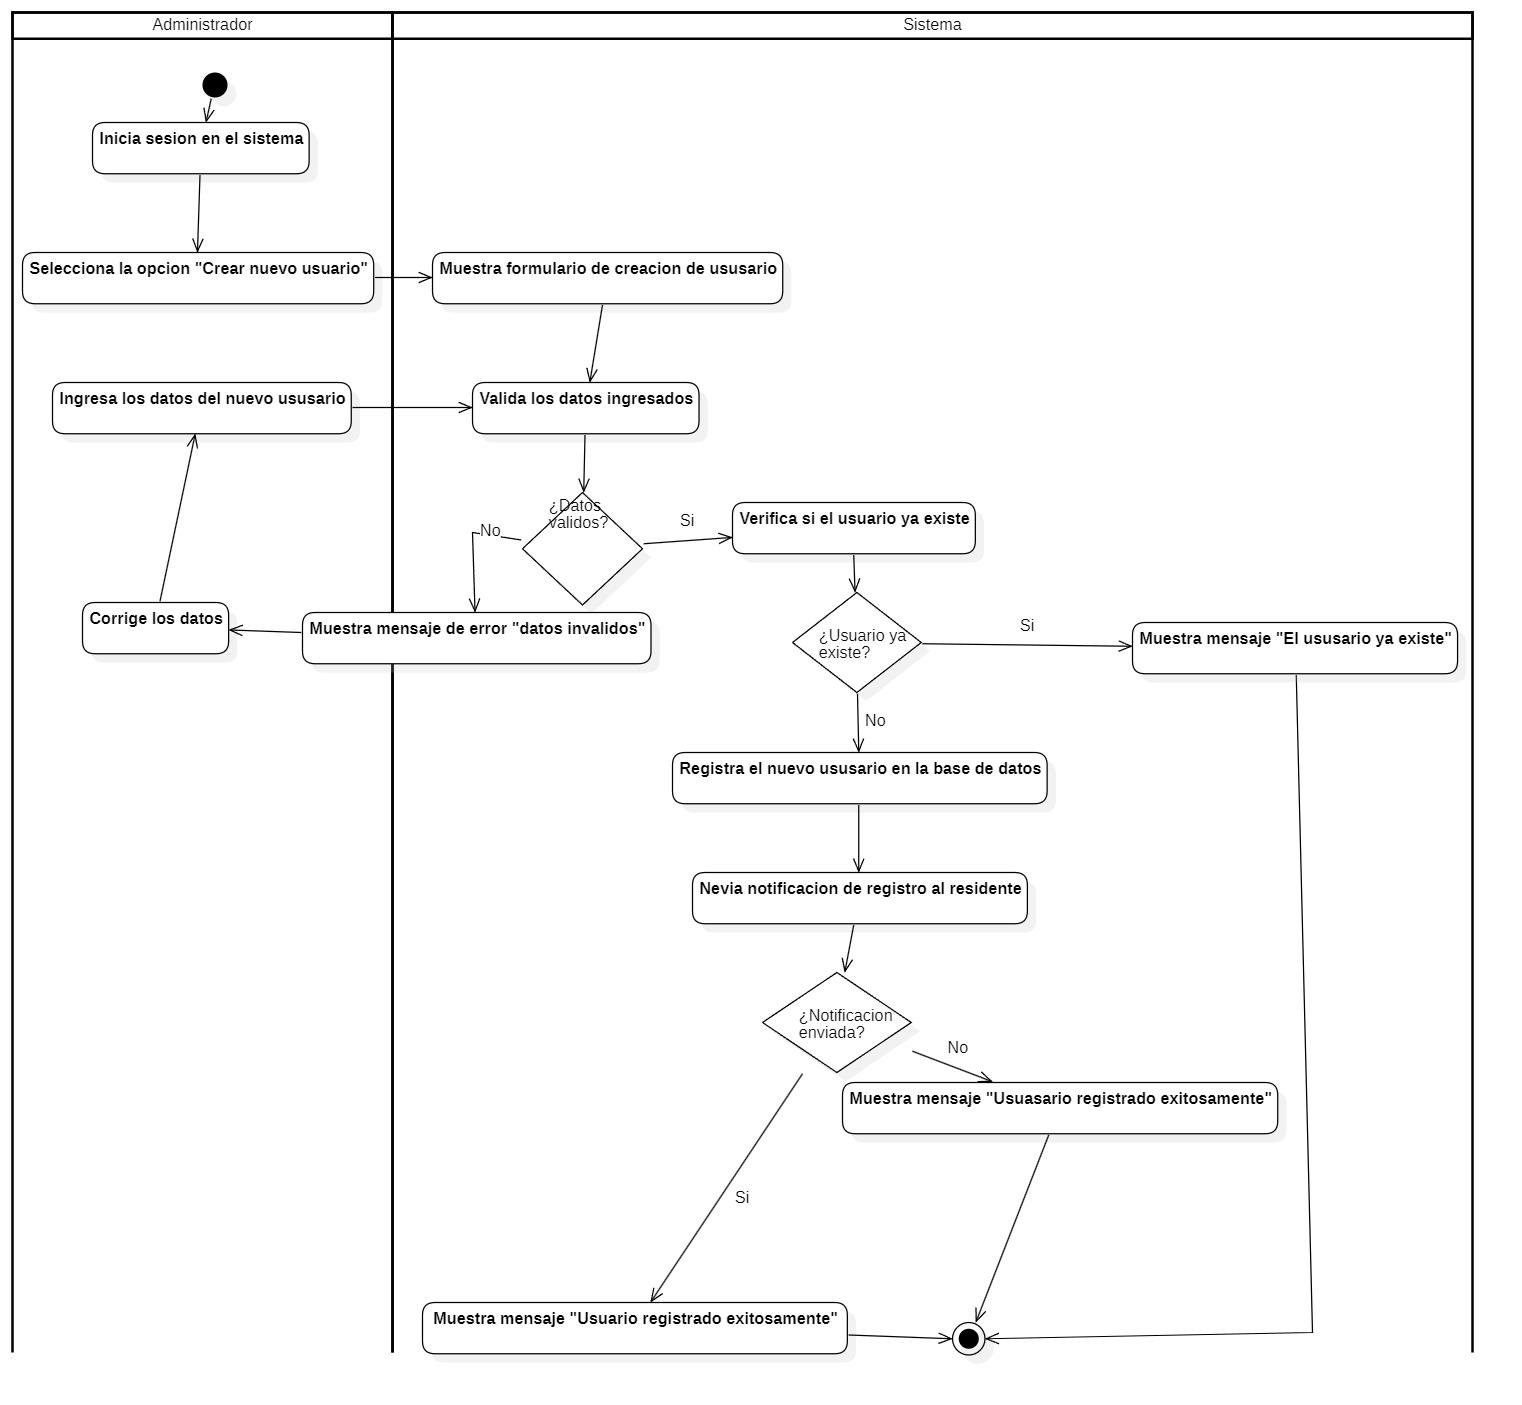 Administrador
Sistema
Inicia sesion en el sistema
Selecciona la opcion "Crear nuevo usuario"
Muestra formulario de creacion de ususario
Ingresa los datos del nuevo ususario
Valida los datos ingresados
¿Datos
validos?
No
Si
Verifica si el usuario ya existe
Corrige los datos
Muestra mensaje de error "datos invalidos"
¿Usuario ya
existe?
Si
Muestra mensaje "El ususario ya existe"
No
Registra el nuevo ususario en la base de datos
Nevia notificacion de registro al residente
¿Notificacion
enviada?
No
Muestra mensaje "Usuasario registrado exitosamente"
Si
Muestra mensaje "Usuario registrado exitosamente"